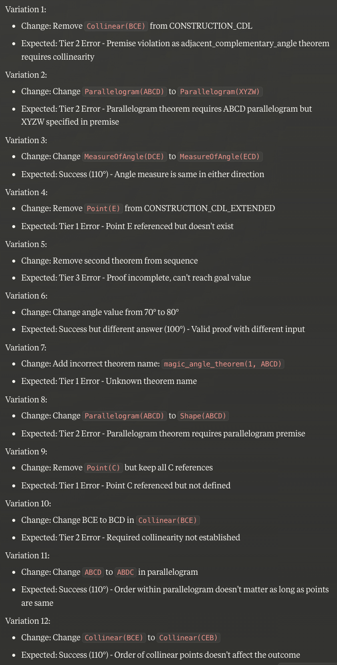 Variation 1:
• Change: Remove Collinear(BCE) from CONSTRUCTION_CDL
• Expected: Tier 2 Error - Premise violation as adjacent_complementary_angle theorem
requires collinearity
Variation 2:
• Change: Change Parallelogram(ABCD) to Parallelogram(XYZW)
• Expected: Tier 2 Error - Parallelogram theorem requires ABCD parallelogram but
XYZW specified in premise
Variation 3:
• Change: Change MeasureOfAngle(DCE) to MeasureOfAngle(ECD)
• Expected: Success (110°) - Angle measure is same in either direction
Variation 4:
• Change: Remove Point(E) from CONSTRUCTION_CDL_EXTENDED
• Expected: Tier 1 Error - Point E referenced but doesn't exist
Variation 5:
• Change: Remove second theorem from sequence
• Expected: Tier 3 Error - Proof incomplete, can't reach goal value
Variation 6:
• Change: Change angle value from 70° to 80°
• Expected: Success but different answer (100°) - Valid proof with different input
Variation 7:
• Change: Add incorrect theorem name: magic_angle_theorem(1, ABCD)
• Expected: Tier 1 Error - Unknown theorem name
Variation 8:
• Change: Change Parallelogram(ABCD) to Shape(ABCD)
• Expected: Tier 2 Error - Parallelogram theorem requires parallelogram premise
Variation 9:
• Change: Remove Point(C) but keep all C references
• Expected: Tier 1 Error - Point C referenced but not defined
Variation 10:
• Change: Change BCE to BCD in Collinear(BCE)
• Expected: Tier 2 Error - Required collinearity not established
Variation 11:
• Change: Change ABCD to ABDC in parallelogram
• Expected: Success (110°) - Order within parallelogram doesn't matter as long as points
are same
Variation 12:
• Change: Change Collinear(BCE) to Collinear(CEB)
• Expected: Success (110°) - Order of collinear points doesn't affect the outcome